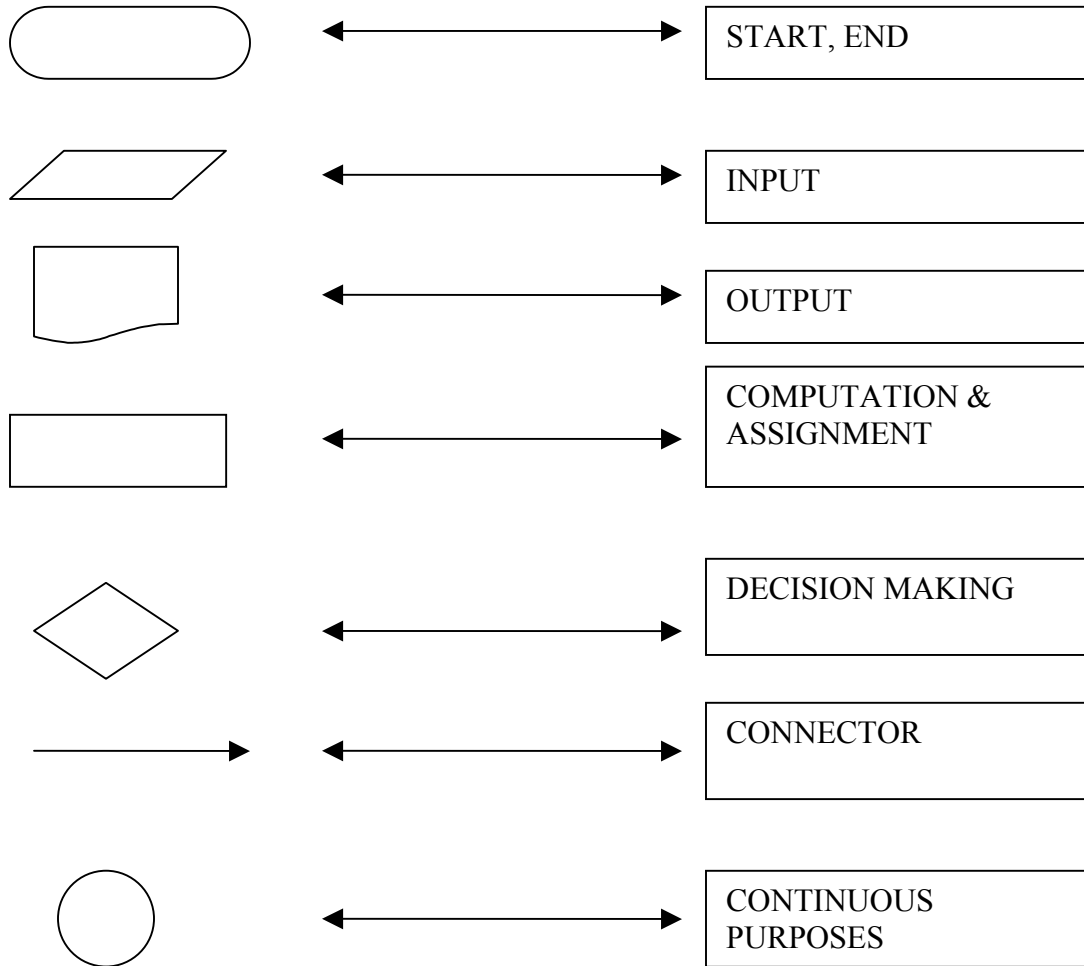 START, END
INPUT
OUTPUT
COMPUTATION &
ASSIGNMENT
DECISION MAKING
CONNECTOR
CONTINUOUS
PURPOSES